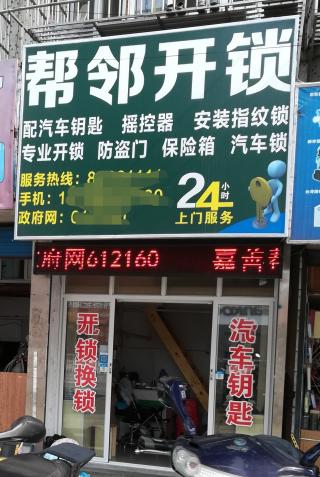 帮邻开锁
配汽车钥匙 摇控器 安装指纹锁
专业开锁 防盗门 保险箱 汽车锁
服务热线：
手机：
政府网：
24小时
上门服务
府网612160 嘉善帮
开锁换锁
汽车钥匙